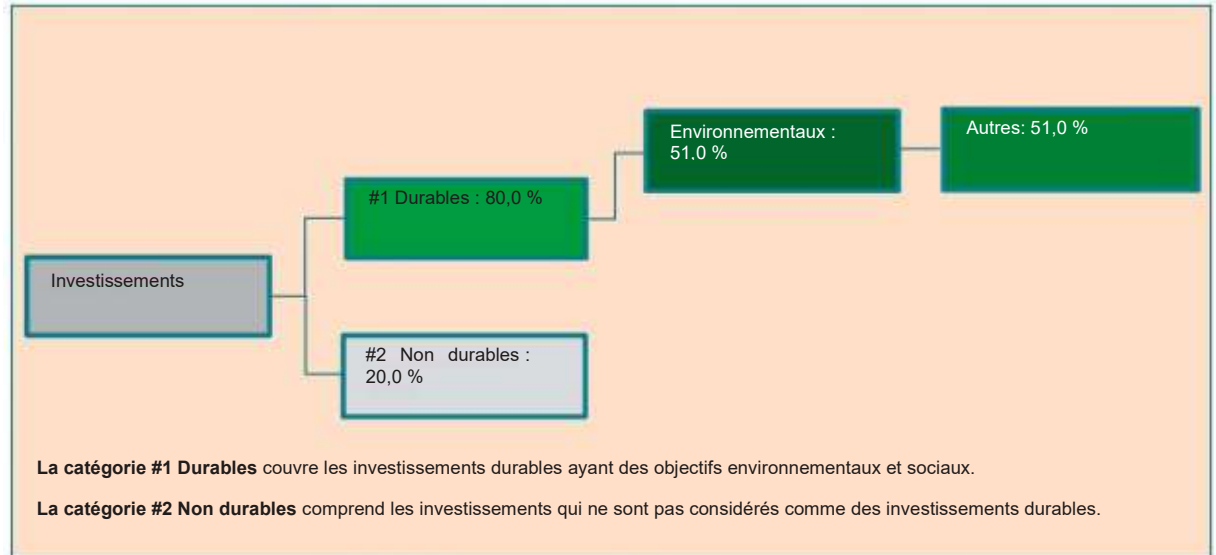 Environnementaux :
51,0 %
Autres: 51,0 %
#1 Durables : 80,0 %
Investissements
#2 Non durables :
20,0 %
La catégorie #1 Durables couvre les investissements durables ayant des objectifs environnementaux et sociaux.
La catégorie #2 Non durables comprend les investissements qui ne sont pas considérés comme des investissements durables.